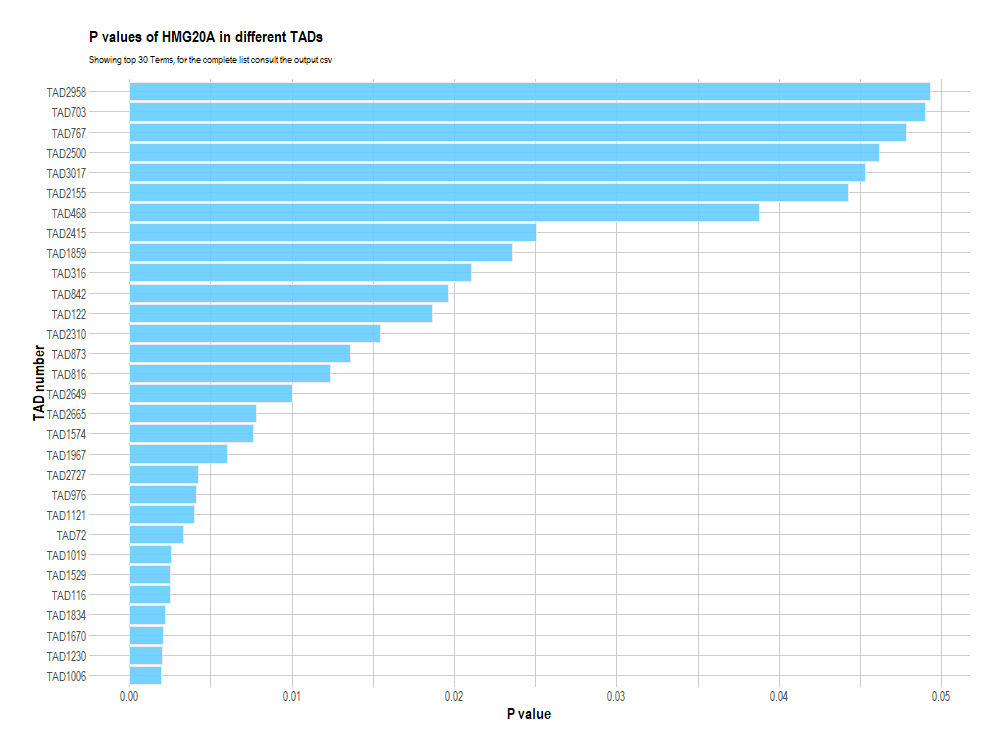 P values of HMG20A in different TADs
Showing top 30 Terms, for the complete list consult the output csv
TAD number
TAD2958
TAD703
TAD767
TAD2500
TAD3017
TAD2155
TAD468
TAD2415
TAD1859
TAD316
TAD842
TAD122
TAD2310
TAD873
TAD816
TAD2649
TAD2665
TAD1574
TAD1967
TAD2727
TAD976
TAD1121
TAD72
TAD1019
TAD1529
TAD116
TAD1834
TAD1670
TAD1230
TAD1006
0.00 0.01 0.02 0.03 0.04 0.05
P value